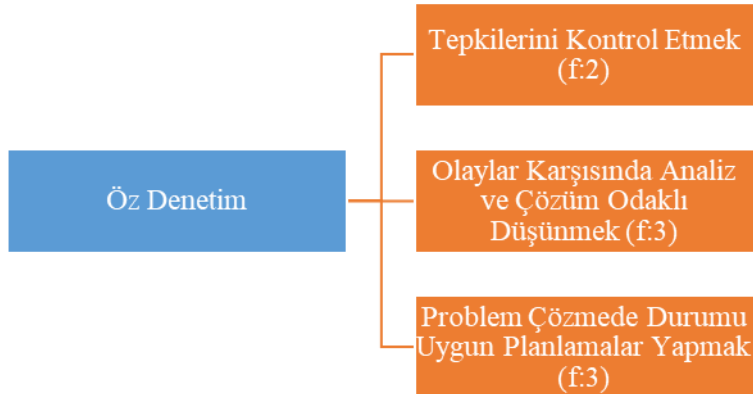 Tepkilerini Kontrol Etmek
(f:2)
Öz Denetim
Olaylar Karşısında Analiz
ve Çözüm Odaklı
Düşünmek (f:3)
Problem Çözmede Durumu
Uygun Planlamalar Yapmak
(f:3)